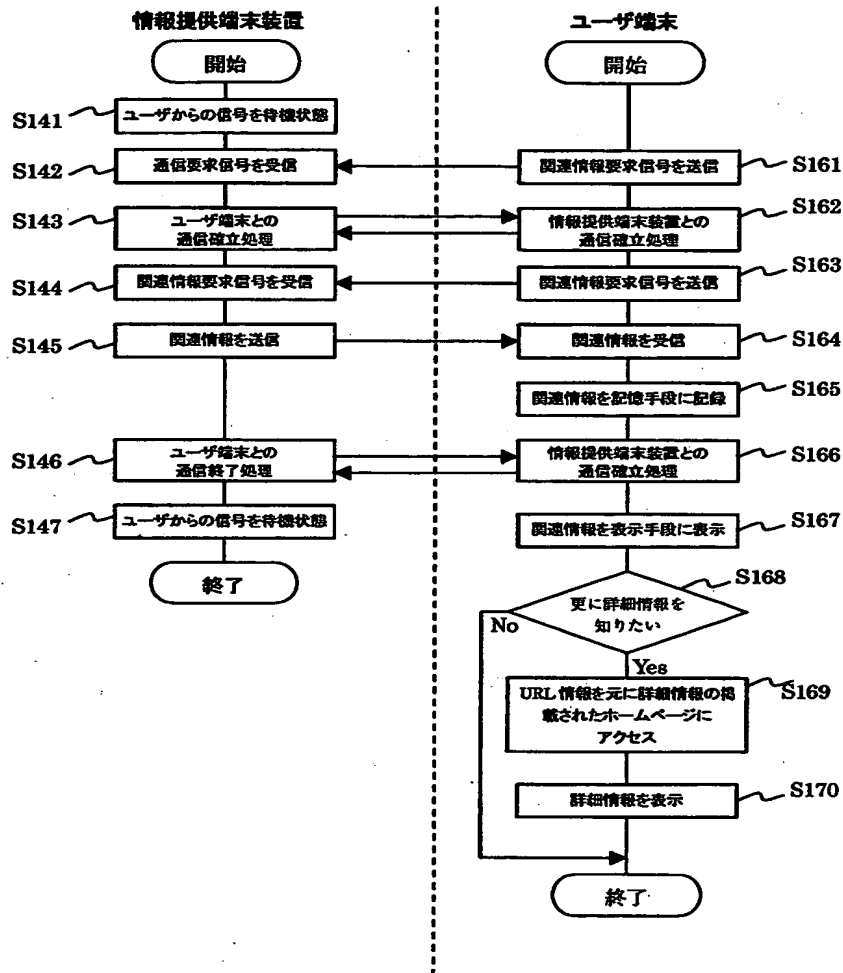 情報提供端末装置
開始
S141
ユーザからの信号を待機状態
S142
通信要求信号を受信
S143
ユーザ端末との
通信確立処理
S144
関連情報要求信号を受信
S145
関連情報を送信
S146
ユーザ端末との
通信終了処理
S147
ユーザからの信号を待機状態
終了
ユーザ端末
開始
関連情報要求信号を送信
S161
情報提供端末装置との
通信確立処理
S162
関連情報要求信号を送信
S163
関連情報を受信
S164
関連情報を記憶手段に記録
S165
情報提供端末装置との
通信確立処理
S166
関連情報を表示手段に表示
S167
更に詳細情報を
知りたい
S168
No
Yes
URL 情報を元に詳細情報の掲
載されたホームページに
アクセス
S169
詳細情報を表示
S170
終了